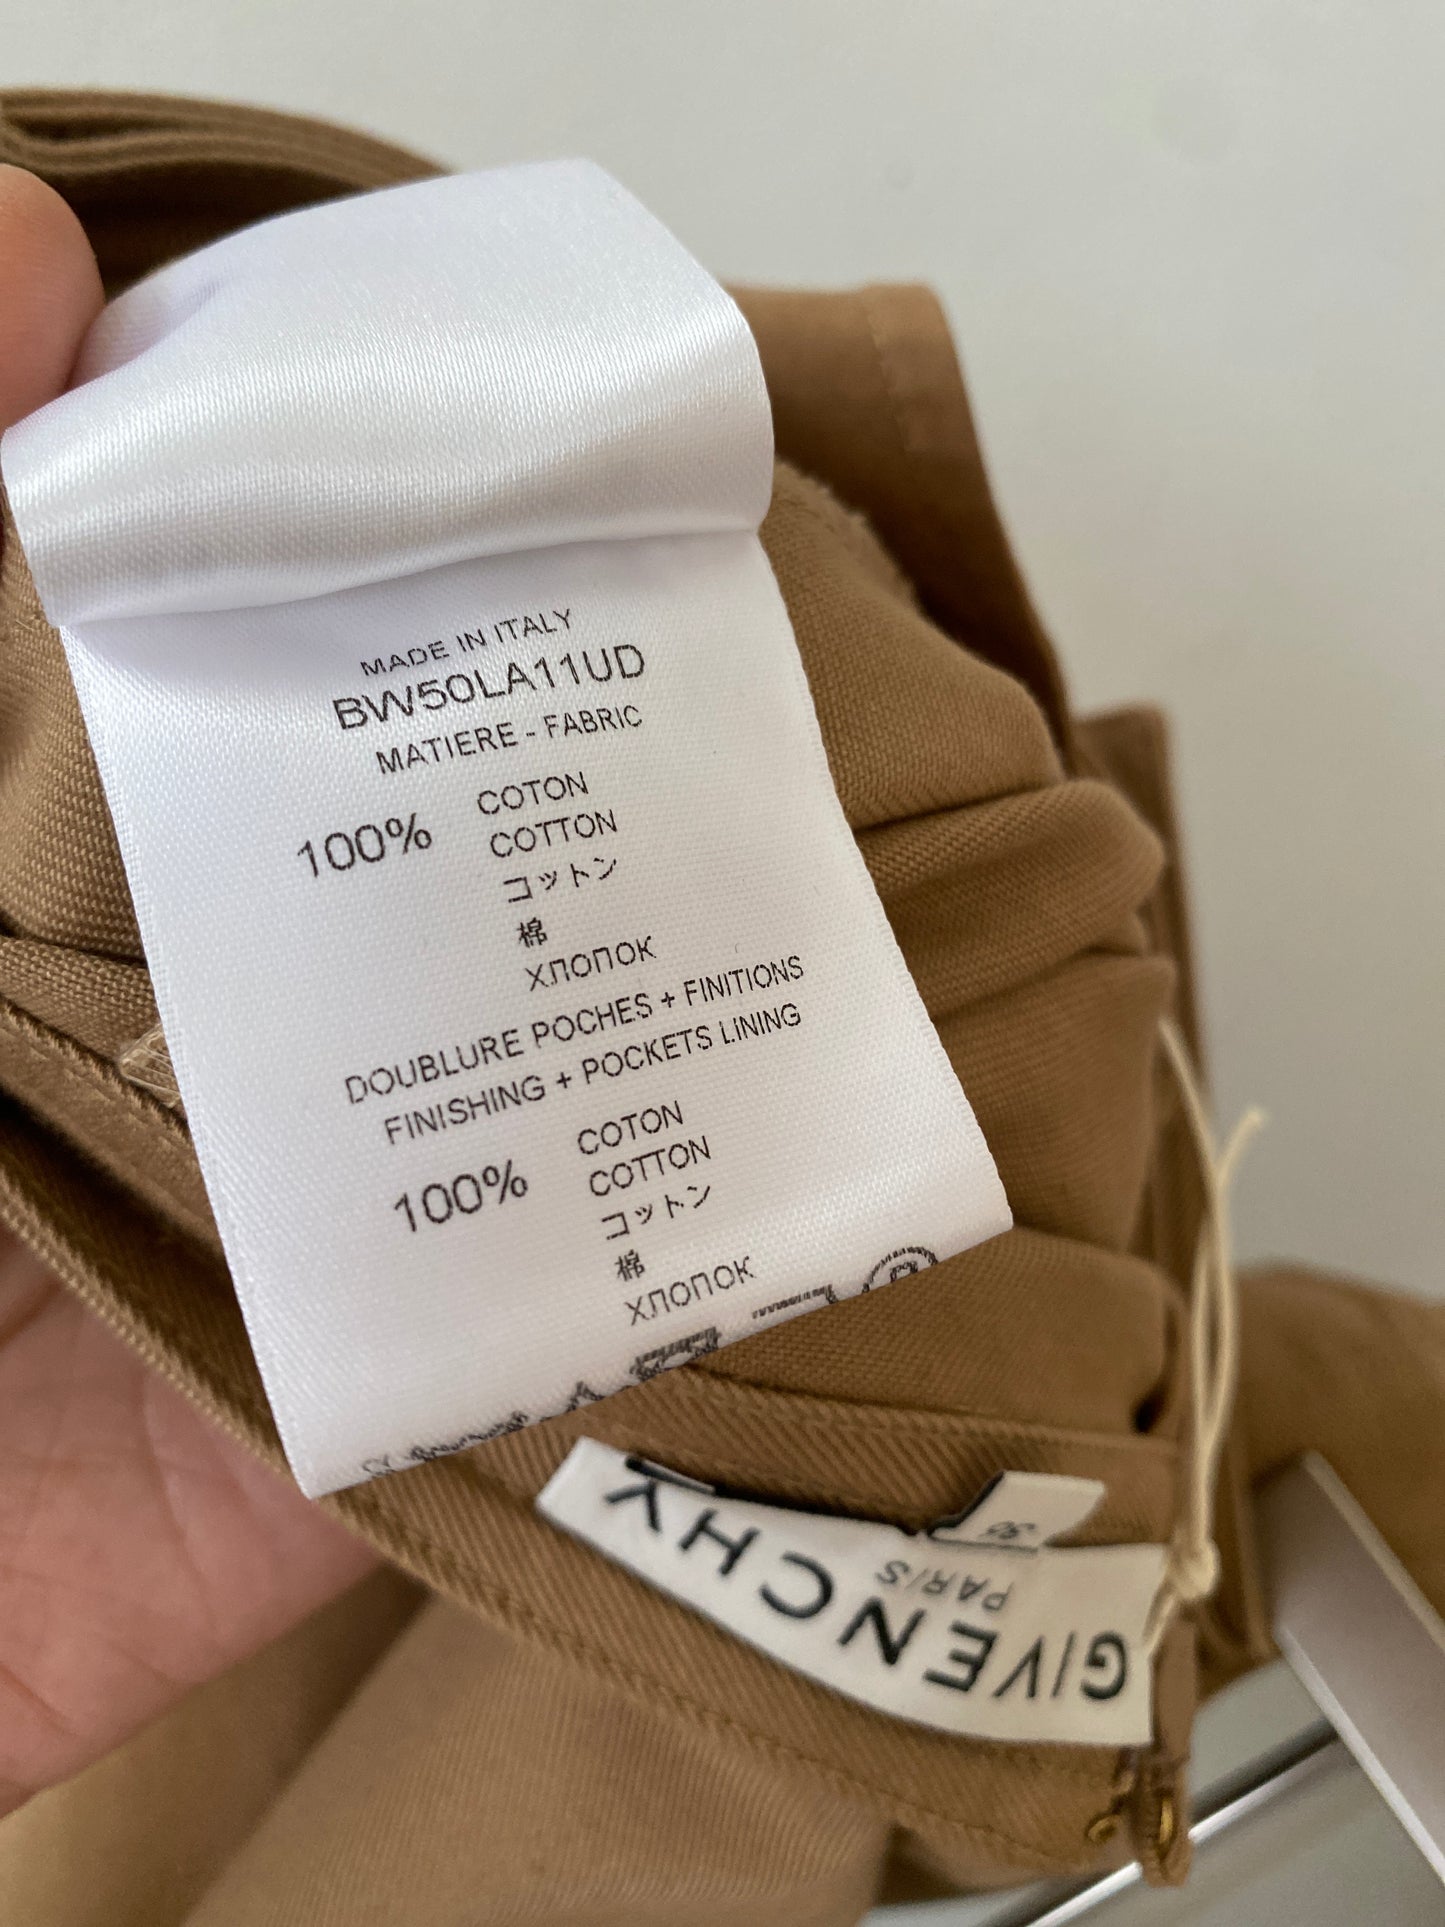 MADE IN ITALY
BW50LA11UD
MATIERE - FABRIC
100% COTON
COTTON
コットン
棉
ХЛОПОК
DOUBLURE POCHES + FINITIONS
FINISHING + POCKETS LINING
100% COTON
COTTON
コットン
棉
ХЛОПОК
GIVENCHY
PARIS
36